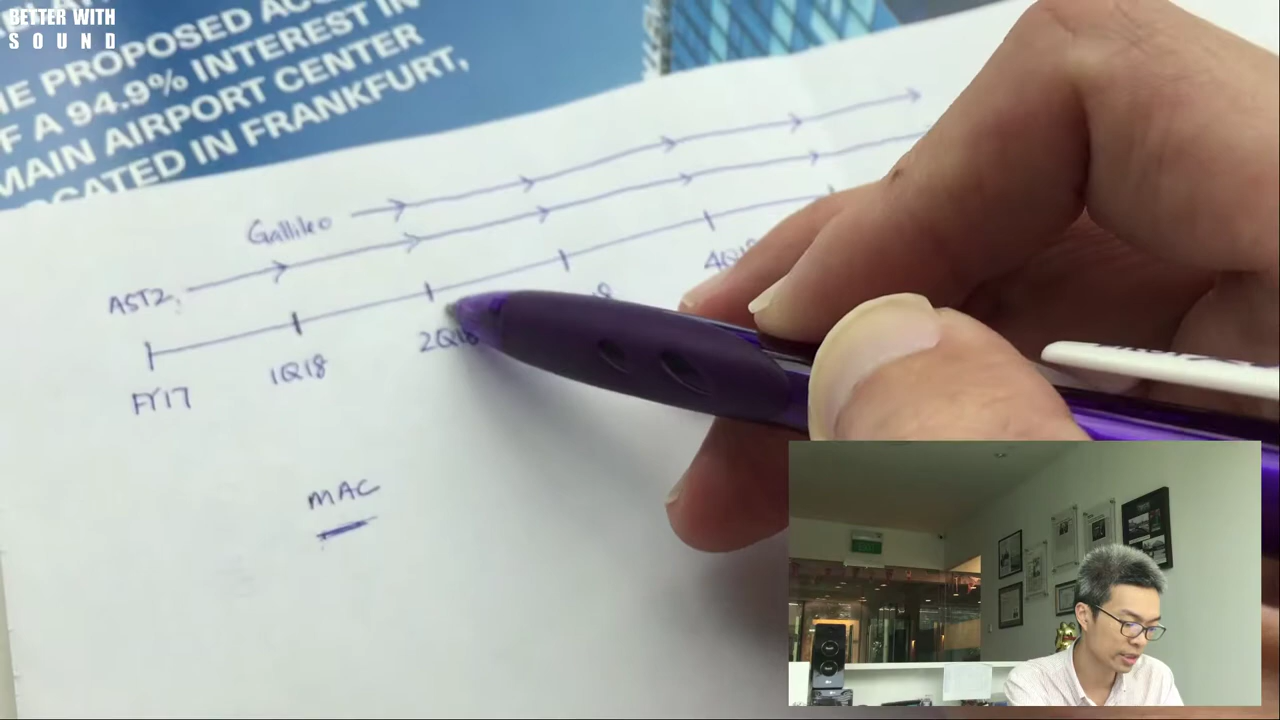 BETTER WITH
SOUND
HE PROPOSED
F A 94.9% INTEREST IN
MAIN AIRPORT CENTER
LOCATED IN FRANKFURT,
Gallileo
AST2
FY17
1Q18
2Q18
MAC